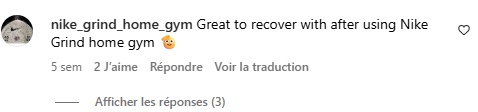 nike_grind_home_gym Great to recover with after using Nike
Grind home gym
5 sem 2 J'aime Répondre Voir la traduction
Afficher les réponses (3)